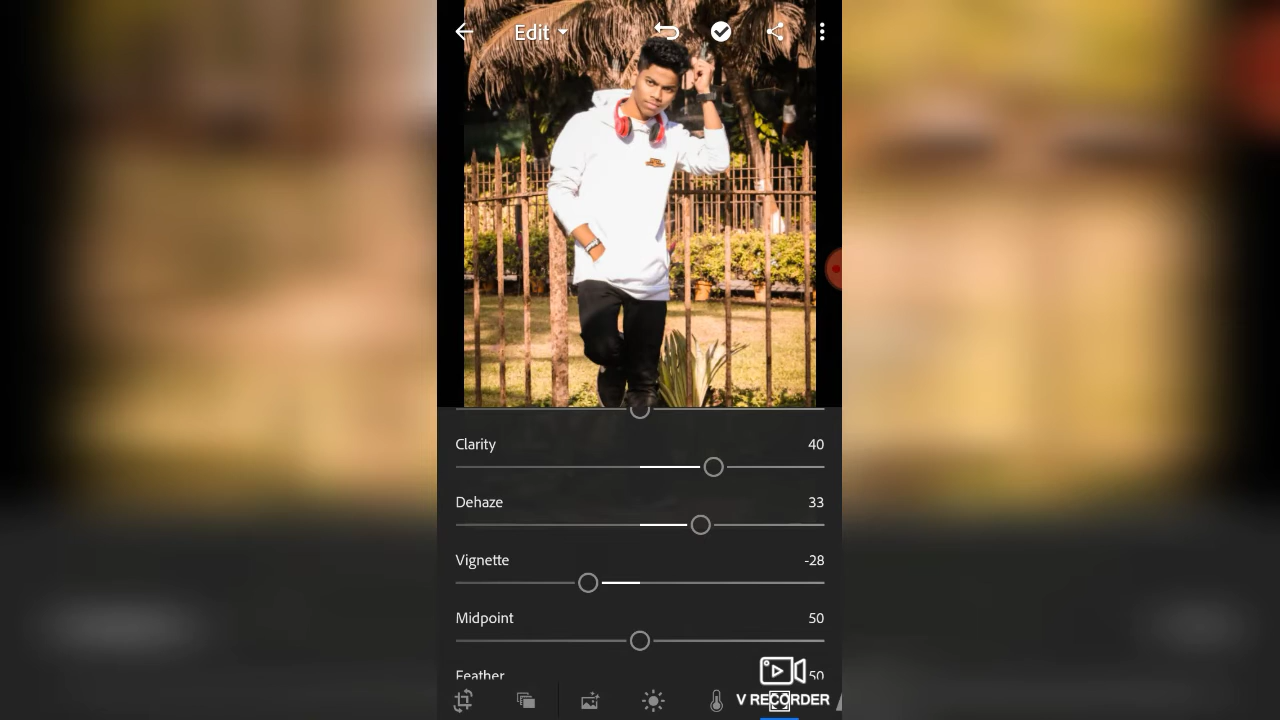 Edit
Clarity 40
Dehaze 33
Vignette -28
Midpoint 50
Feather 50
V RECORDER